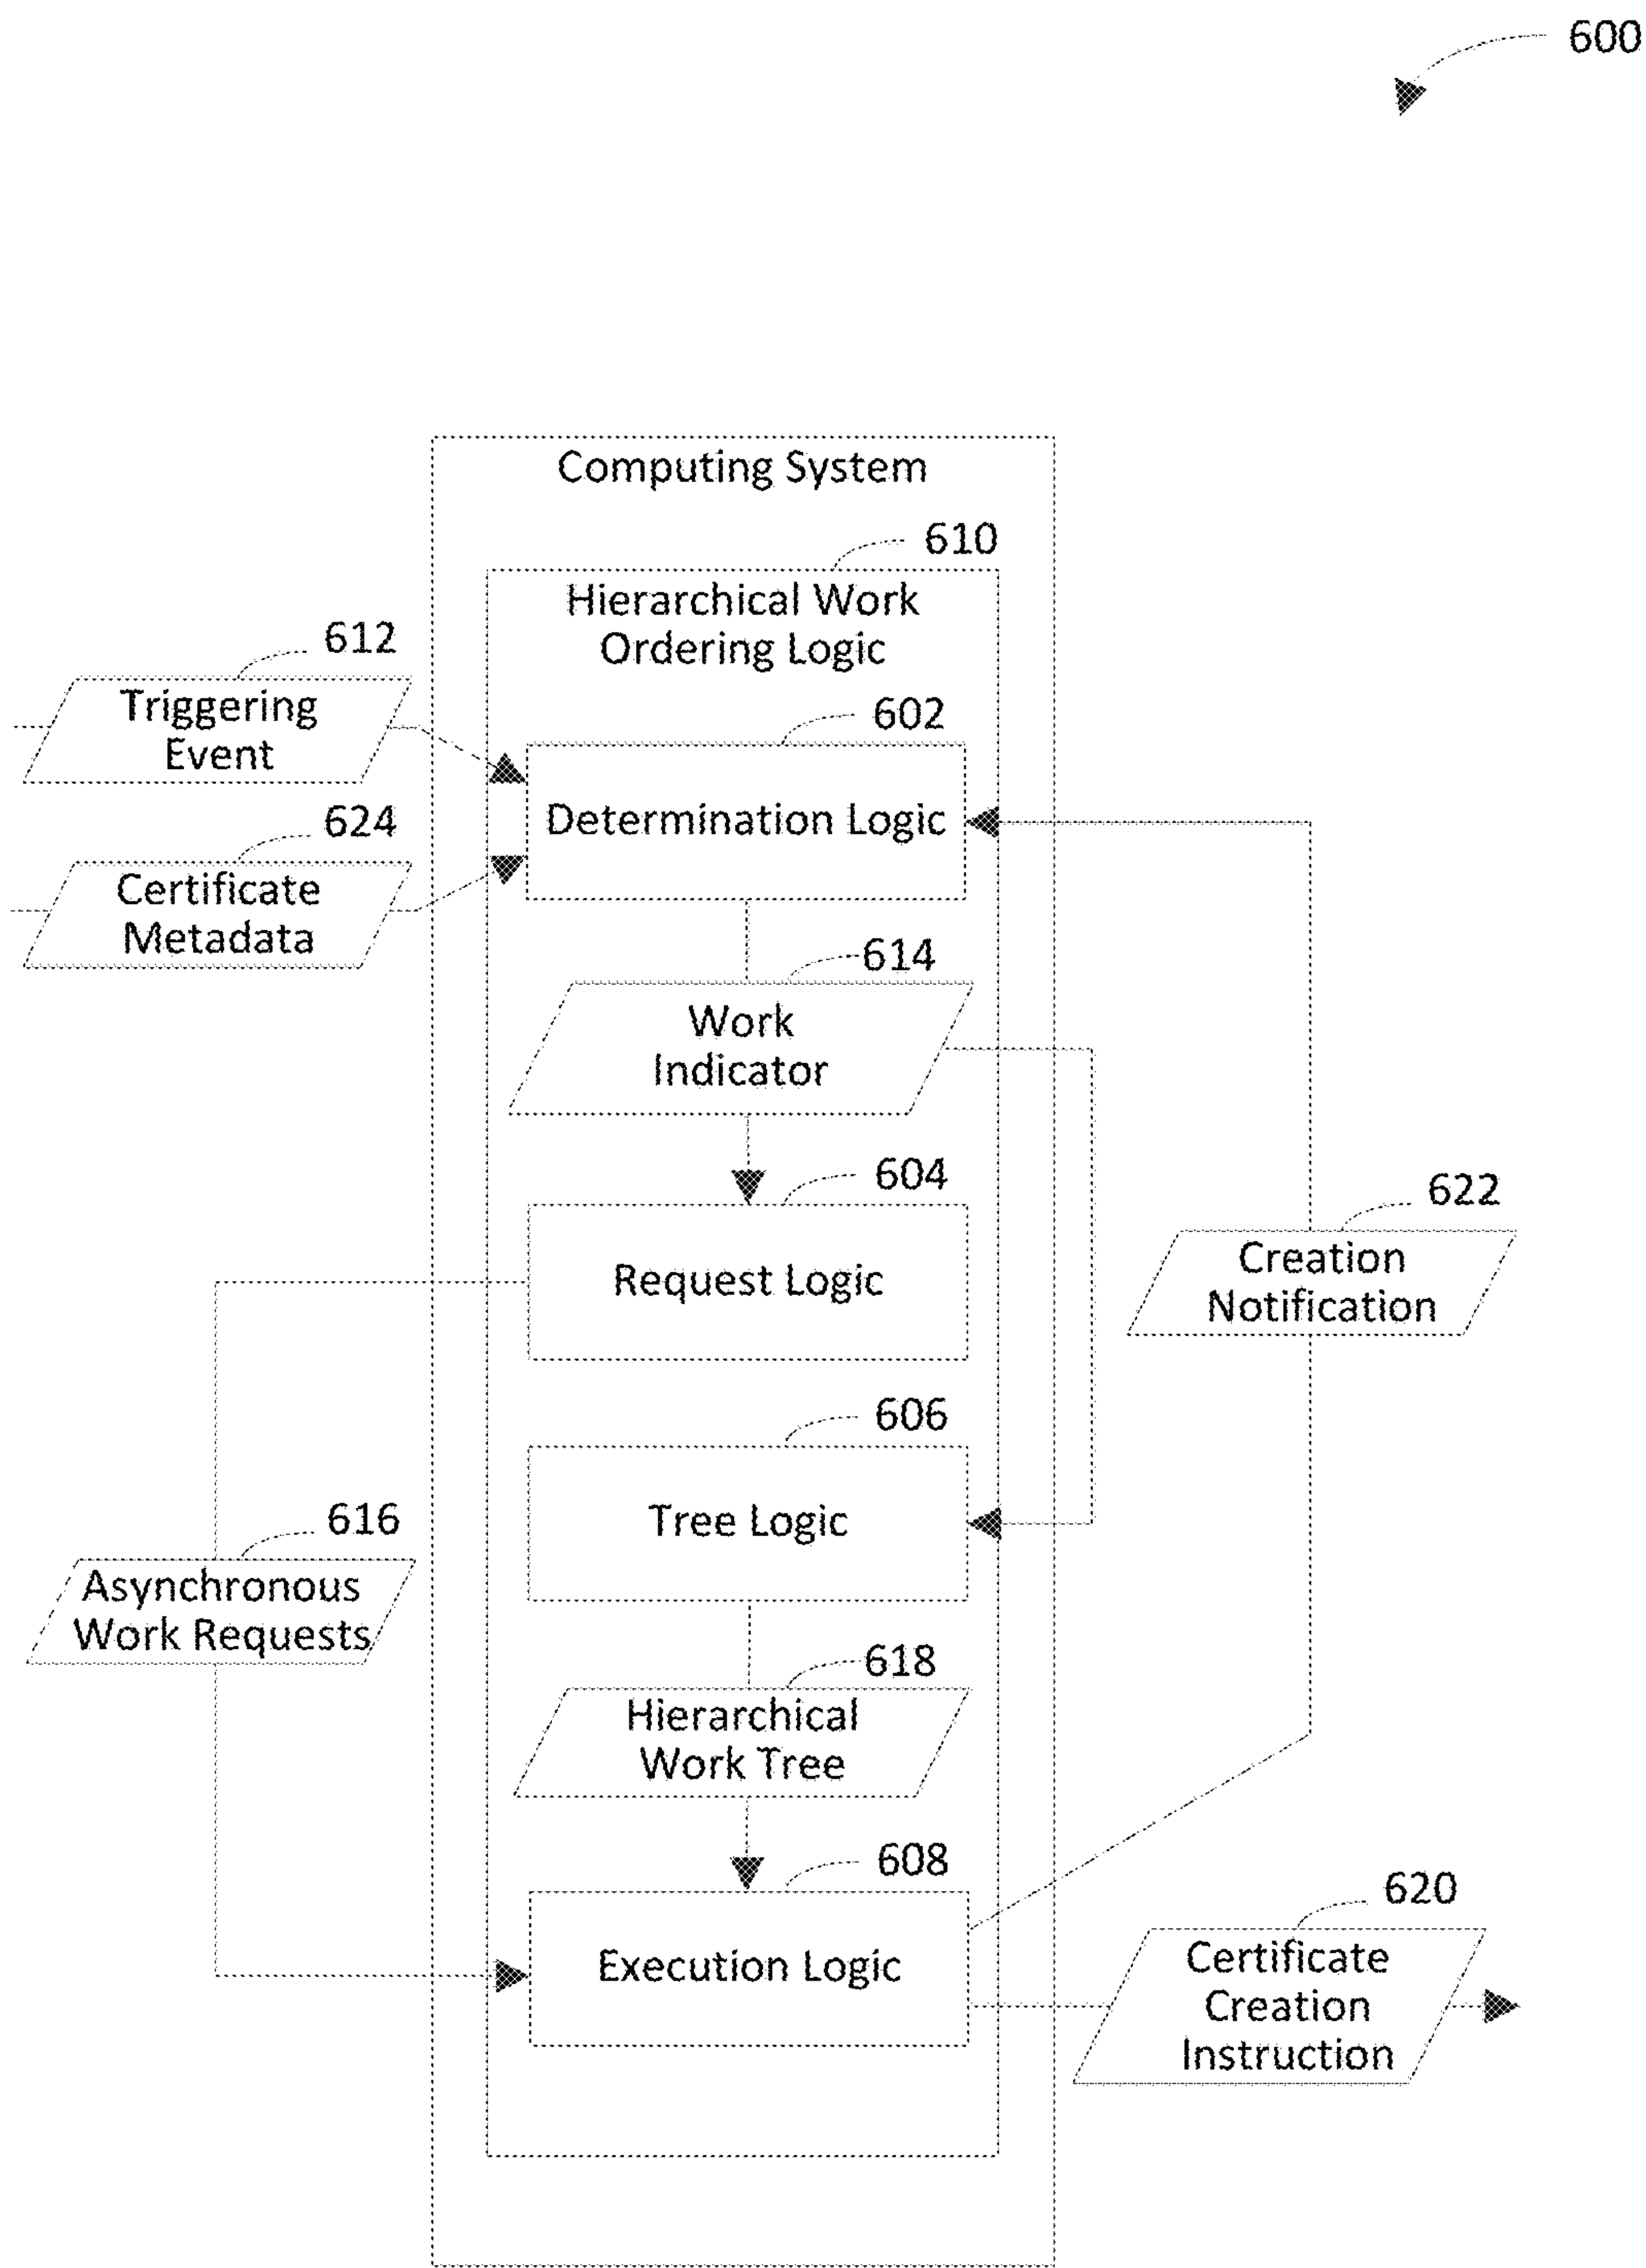 600
Computing System
610
Hierarchical Work
Ordering Logic
612
Triggering
Event
602
Determination Logic
624
Certificate
Metadata
614
Work
Indicator
604
Request Logic
622
Creation
Notification
606
Tree Logic
616
Asynchronous
Work Requests
618
Hierarchical
Work Tree
608
Execution Logic
620
Certificate
Creation
Instruction